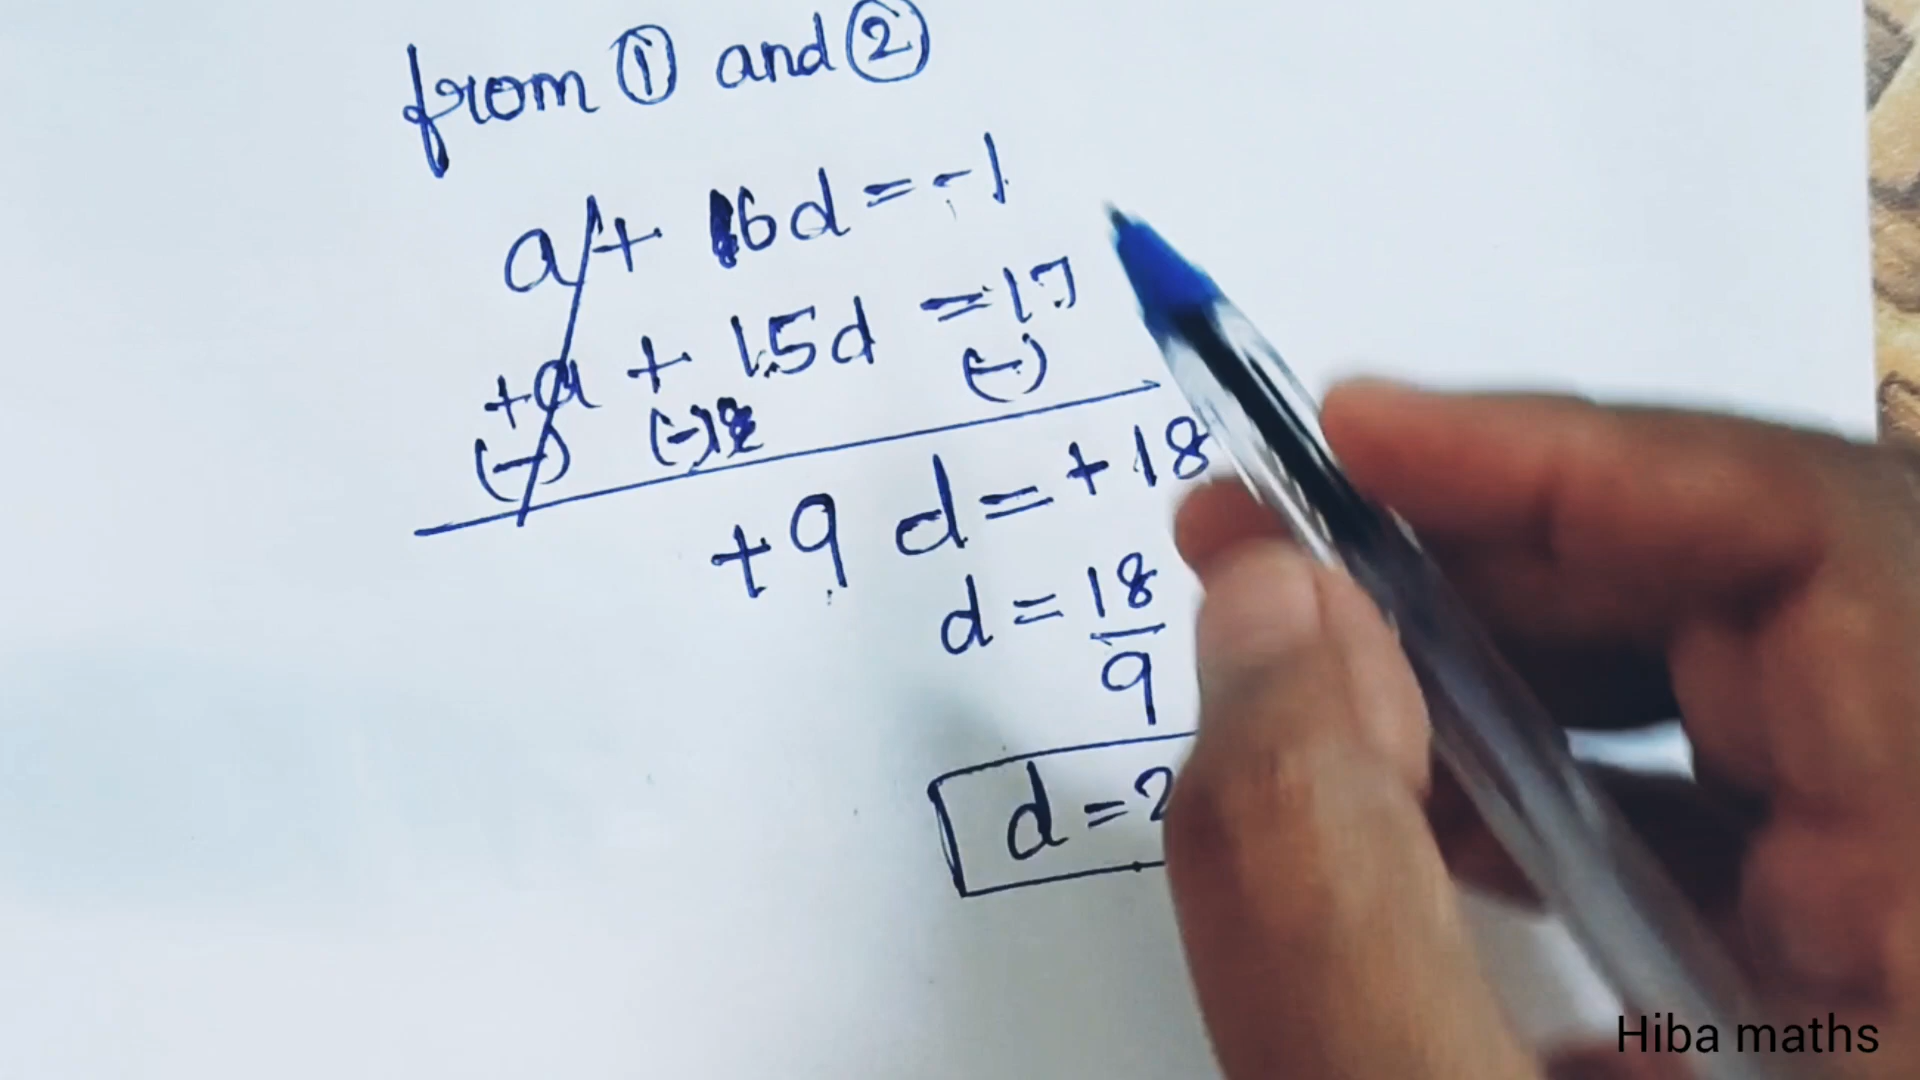 from ① and ②
a + 6d = -1
+a + 15d = 17
(-) (-) (-)
+9 d = +18
d = 18
9
d = 2
Hiba maths